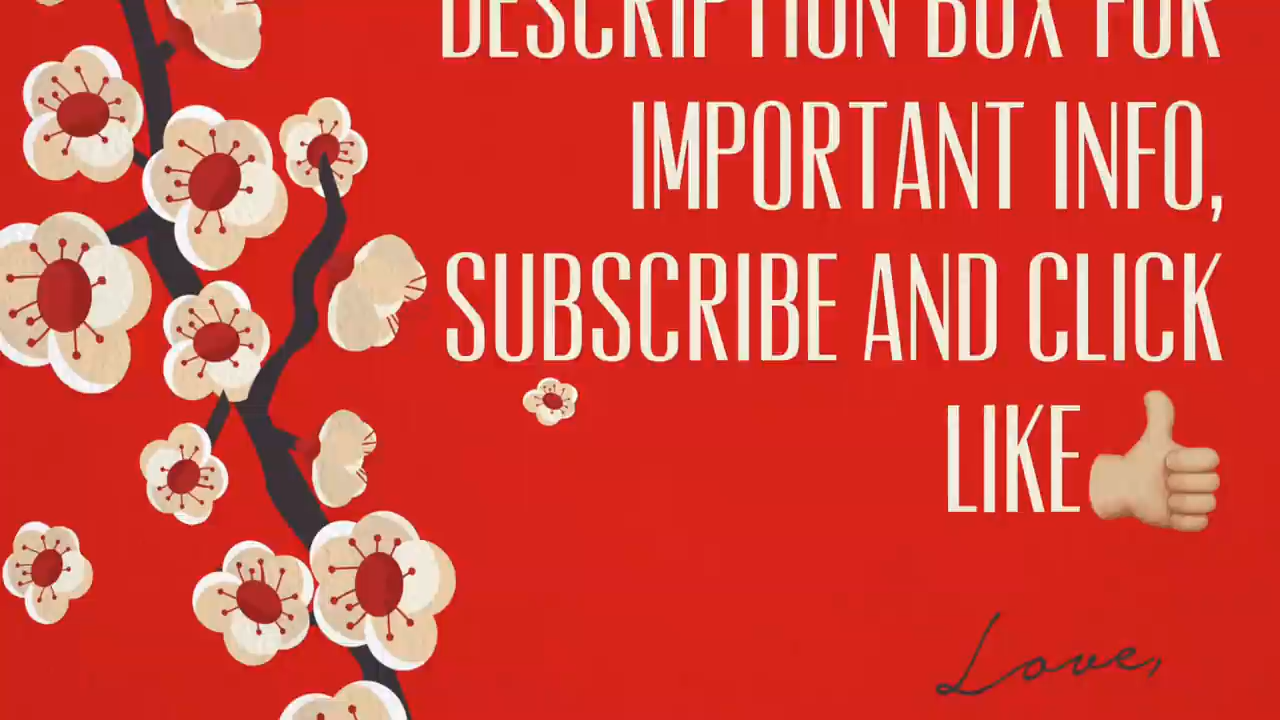 DESCRIPTION BOX FOR
IMPORTANT INFO,
SUBSCRIBE AND CLICK
LIKE👍🏼
Love,